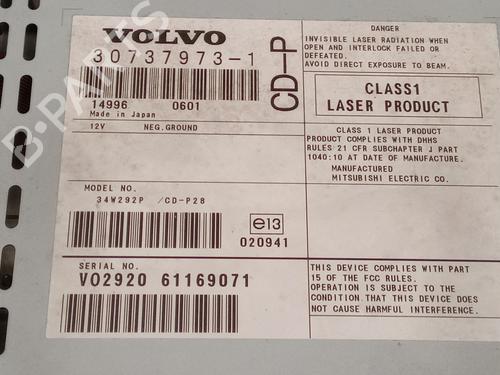 VOLVO
30737973-1
14996 0601
Made in Japan
12V NEG.GROUND
CD-P
MODEL NO.
34W292P /CD-P28
e13
020941
SERIAL NO.
VO2920 61169071
DANGER
INVISIBLE LASER RADIATION WHEN
OPEN AND INTERLOCK FAILED OR
DEFEATED.
AVOID DIRECT EXPOSURE TO BEAM.
CLASS1
LASER PRODUCT
CLASS 1 LASER PRODUCT
PRODUCT COMPLIES WITH DHHS
RULES 21 CFR SUBCHAPTER J PART
1040:10 AT DATE OF MANUFACTURE.
MANUFACTURED
MITSUBISHI ELECTRIC CO.
THIS DEVICE COMPLIES WITH PART
15 OF THE FCC RULES.
OPERATION IS SUBJECT TO THE
CONDITION THAT THIS DEVICE DOES
NOT CAUSE HARMFUL INTERFERENCE.
B-PARTS